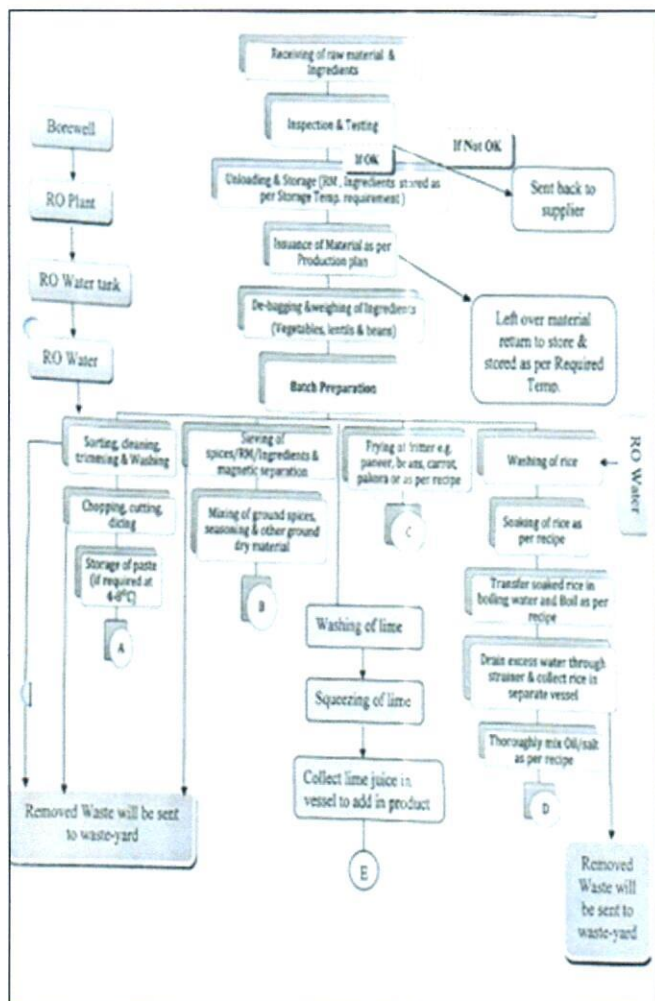 Receiving of raw material &
Ingredients
Inspection & Testing
If OK
If Not OK
Unloading & Storage (RM , Ingredients stored as
per Storage Temp. requirement )
Sent back to
supplier
Issuance of Material as per
Production plan
De-bagging &weighing of Ingredients
(Vegetables, lentils & beans)
Left over material
return to store &
stored as per Required
Temp.
Batch Preparation
Borewell
RO Plant
RO Water tank
RO Water
Sorting, cleaning,
trimming & Washing
Chopping, cutting,
dicing
Storage of paste
(if required at
4-8°C)
A
Sieving of
spices/RM/Ingredients &
magnetic separation
Mixing of ground spices,
seasoning & other ground
dry material
B
Frying of fritter e.g.
paneer, beans, carrot,
pakora or as per recipe
C
Washing of lime
Squeezing of lime
Collect lime juice in
vessel to add in product
E
Washing of rice
RO Water
Soaking of rice as
per recipe
Transfer soaked rice in
boiling water and Boil as per
recipe
Drain excess water through
strainer & collect rice in
separate vessel
Thoroughly mix Oil/salt
as per recipe
D
Removed Waste will be sent
to waste-yard
Removed
Waste will
be sent to
waste-yard